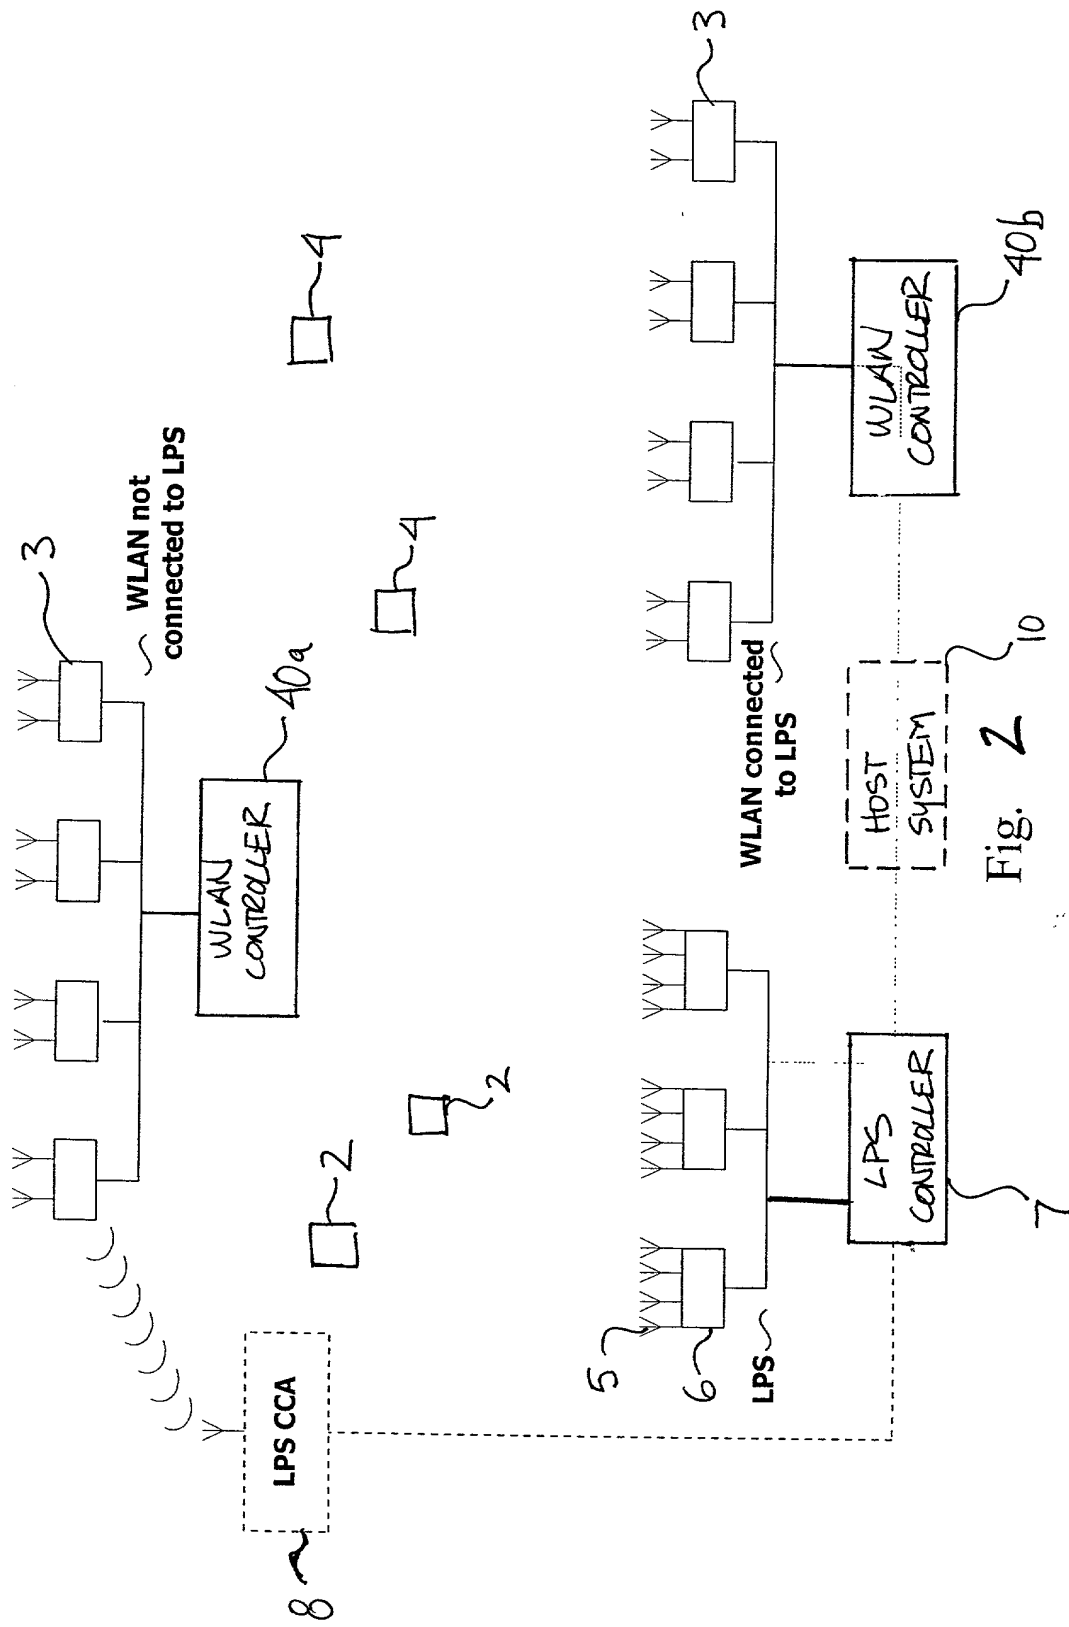 3
WLAN not
connected to LPS
WLAN
CONTROLLER
40a
4
4
2
2
LPS CCA
8
3
WLAN connected
to LPS
WLAN
CONTROLLER
40b
5
6
LPS
LPS
CONTROLLER
7
HOST
SYSTEM
10
Fig. 2